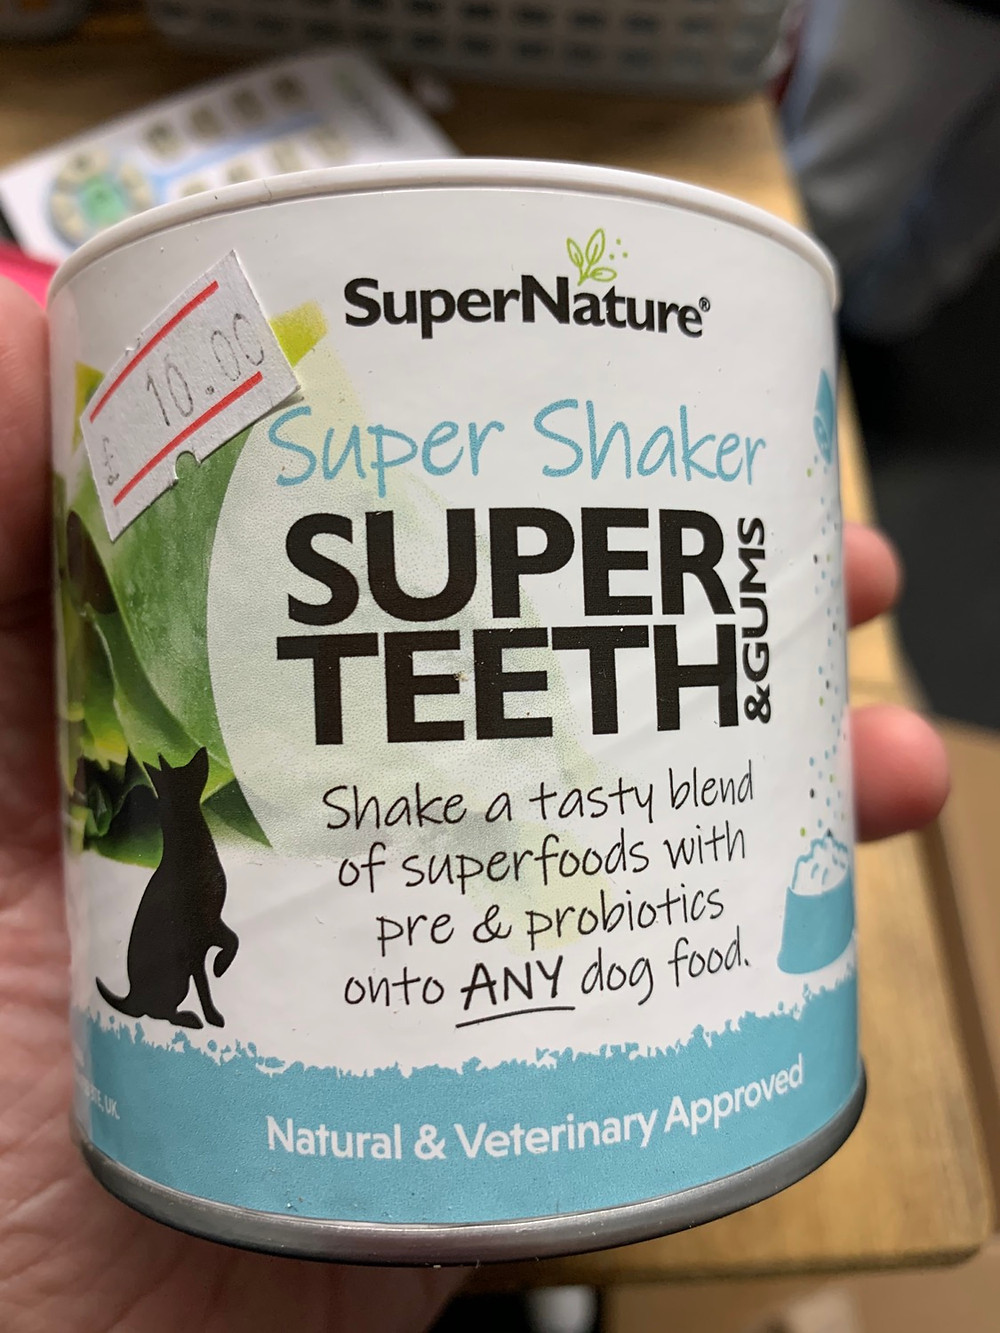 SuperNature®
£ 10.00
Super Shaker
SUPER
TEETH
&GUMS
Shake a tasty blend
of superfoods with
pre & probiotics
onto ANY dog food.
Natural & Veterinary Approved
UK.